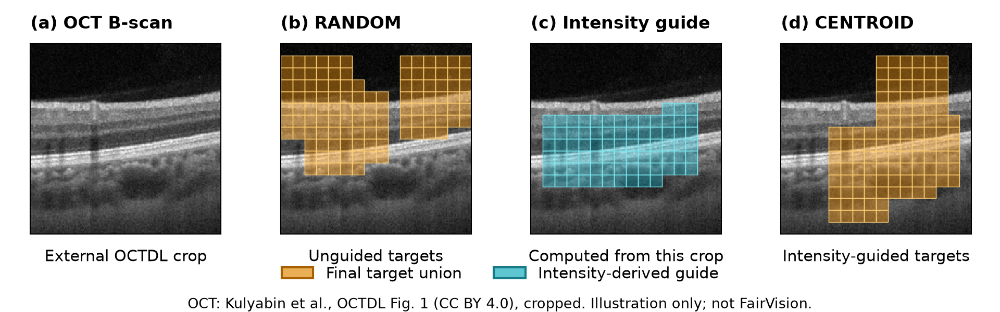 (a) OCT B-scan
(b) RANDOM
(c) Intensity guide
(d) CENTROID
External OCTDL crop
Unguided targets
Computed from this crop
Intensity-guided targets
Final target union
Intensity-derived guide
OCT: Kulyabin et al., OCTDL Fig. 1 (CC BY 4.0), cropped. Illustration only; not FairVision.